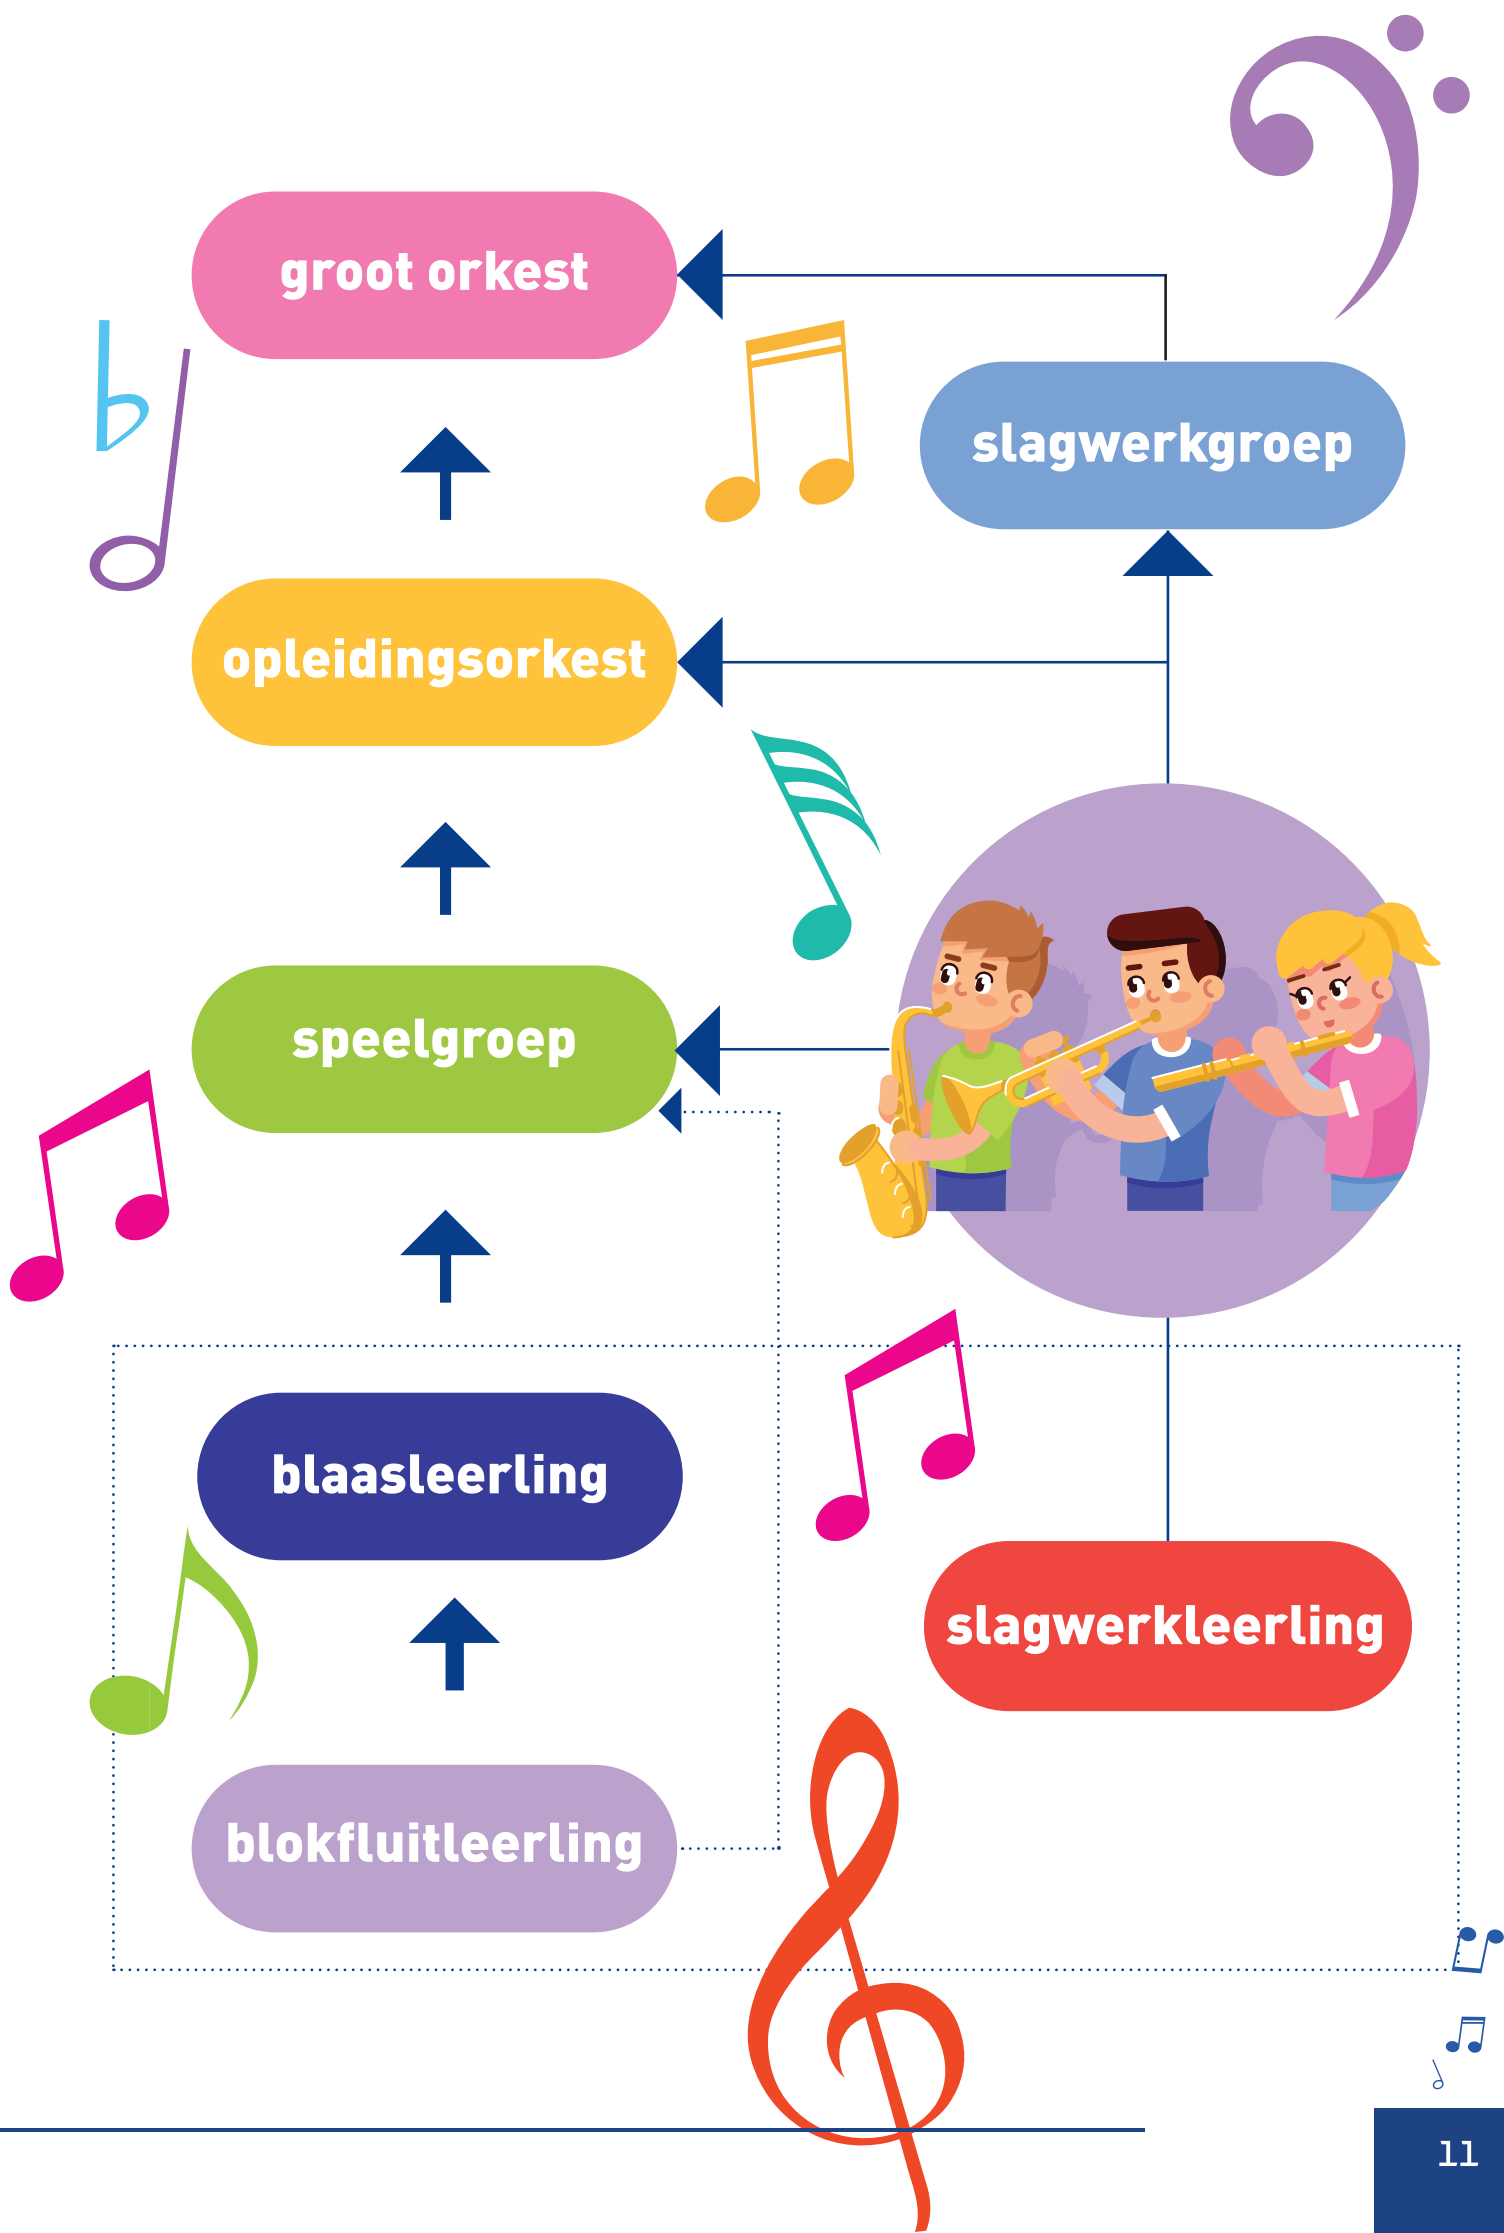 groot orkest
slagwerkgroep
opleidingsorkest
speelgroep
blaasleerling
slagwerkleerling
blokfluitleerling
11